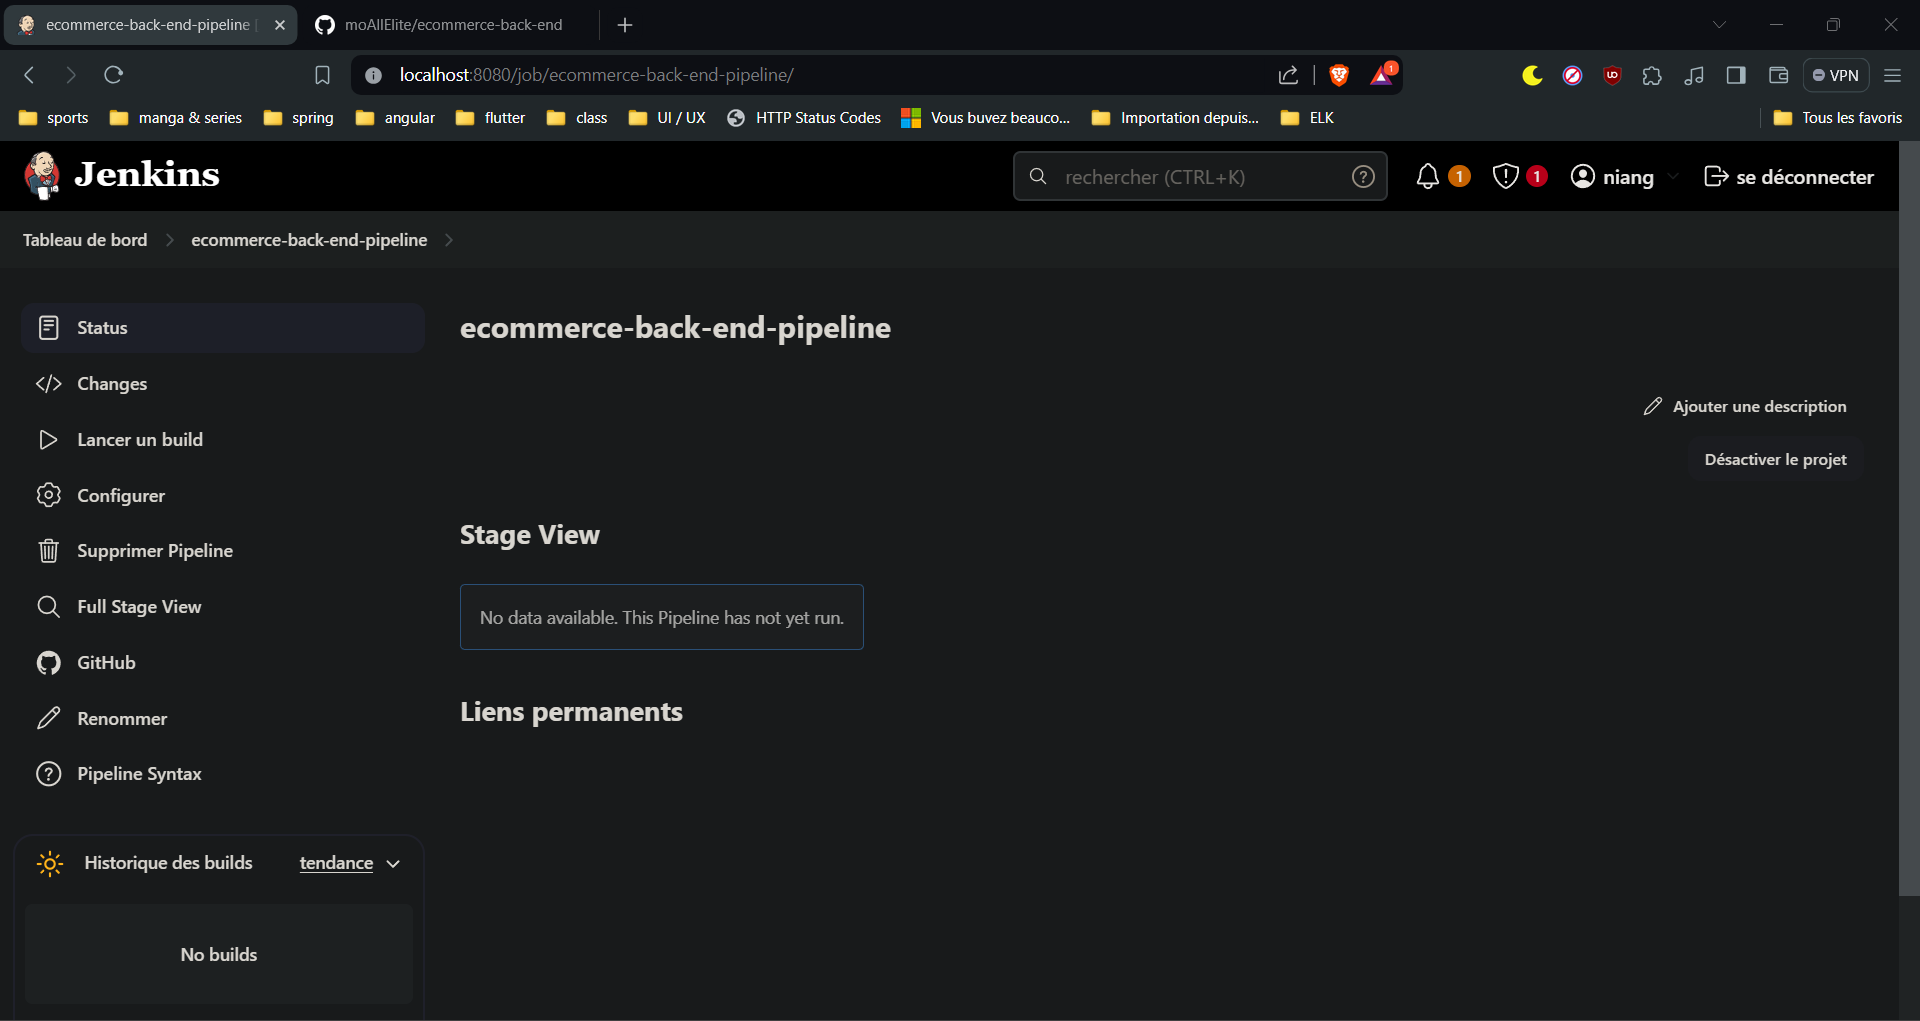 ecommerce-back-end-pipeline
moAllElite/ecommerce-back-end
localhost:8080/job/ecommerce-back-end-pipeline/
1
VPN
sports
manga & series
spring
angular
flutter
class
UI / UX
HTTP Status Codes
Vous buvez beauco...
Importation depuis...
ELK
Tous les favoris
Jenkins
rechercher (CTRL+K)
1
1
niang
se déconnecter
Tableau de bord
ecommerce-back-end-pipeline
Status
Changes
Lancer un build
Configurer
Supprimer Pipeline
Full Stage View
GitHub
Renommer
Pipeline Syntax
Historique des builds
tendance
No builds
ecommerce-back-end-pipeline
Ajouter une description
Désactiver le projet
Stage View
No data available. This Pipeline has not yet run.
Liens permanents